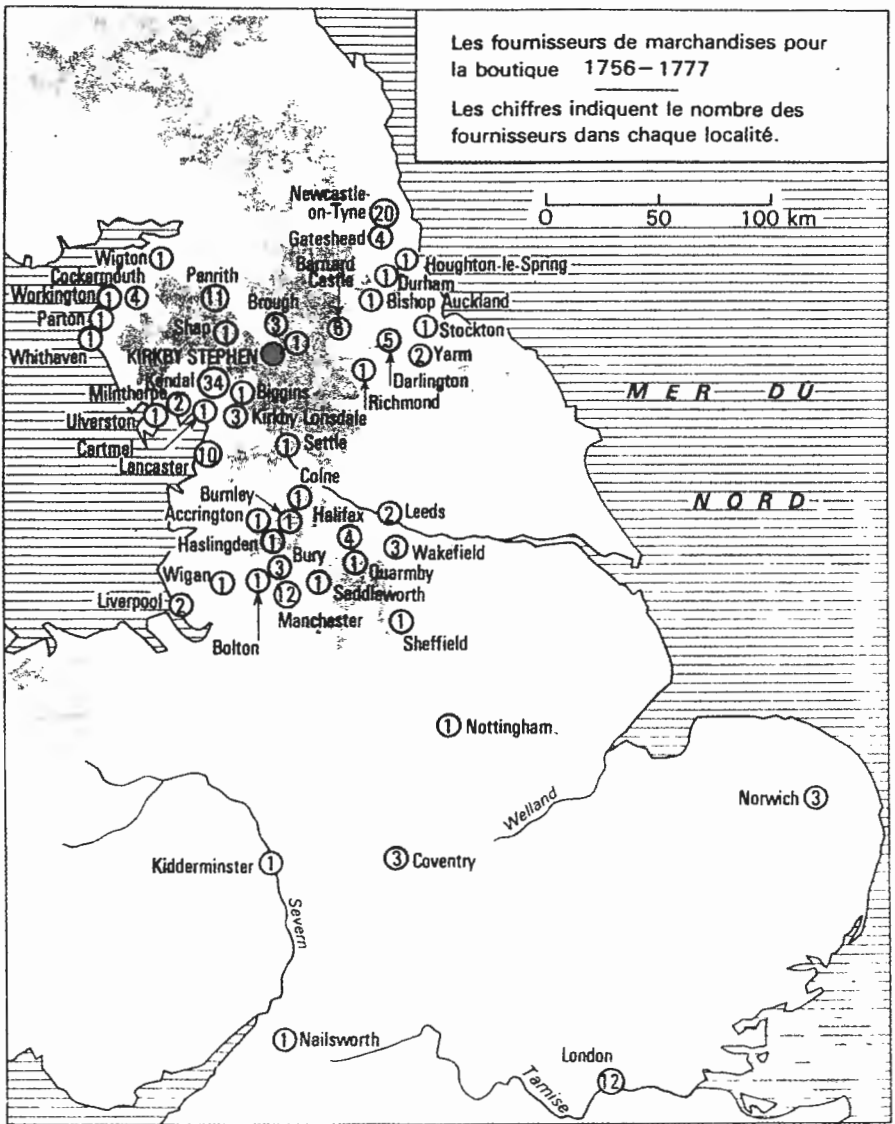 Les fournisseurs de marchandises pour
la boutique 1756–1777
Les chiffres indiquent le nombre des
fournisseurs dans chaque localité.
0 50 100 km
Newcastle-
on-Tyne 20
Gateshead 4
Barnard
Castle 6
1 Houghton-le-Spring
1 Durham
1 Bishop Auckland
Wigton 1
Cockermouth 4
Workington 1
Penrith 11
Parton 1
Brough 3
Shap 1
1
5 Darlington
1 Stockton
2 Yarm
Whithaven 1
KIRKBY STEPHEN
1 Richmond
Kendal 34
1 Biggins
Milnthorpe 2
3 Kirkby Lonsdale
Ulverston 1
Cartmel 1
Lancaster 10
1 Settle
MER DU
NORD
Colne 1
Burnley 1
Accrington 1
Halifax 4
2 Leeds
Haslingden 1
3 Wakefield
Bury 3
1 Quarmby
Wigan 1
1 Saddleworth
Liverpool 2
12 Manchester
Bolton 1
1 Sheffield
1 Nottingham
Welland
Norwich 3
Kidderminster 1
3 Coventry
Severn
1 Nailsworth
London 12
Tamise